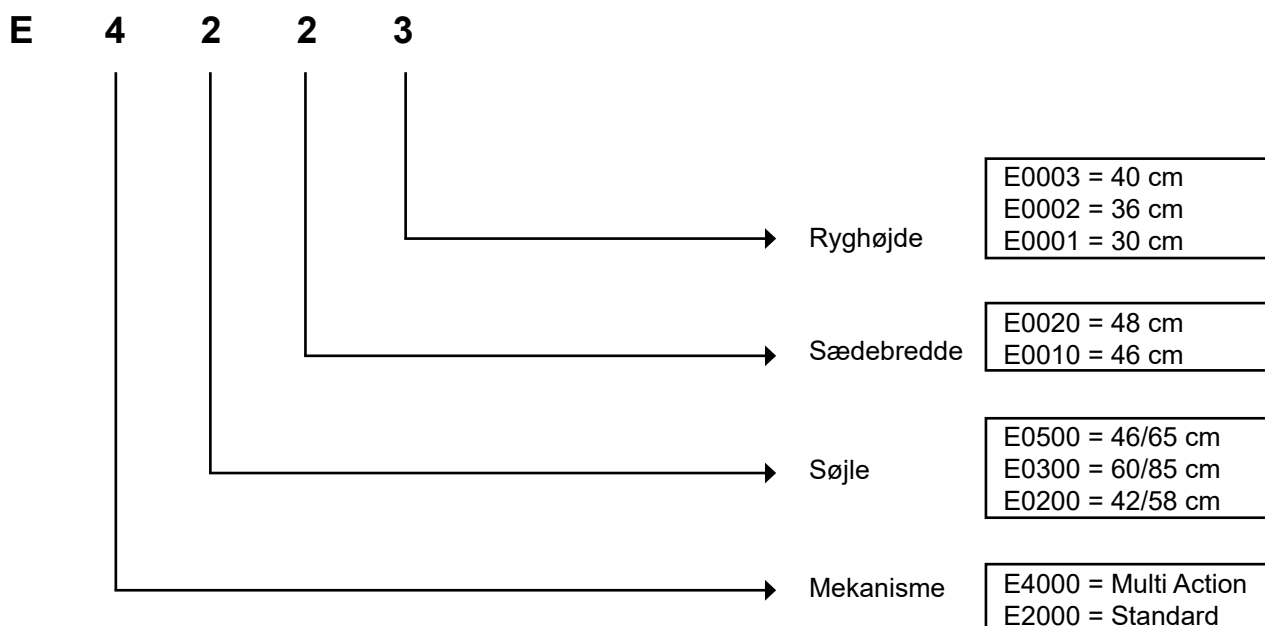 E 4 2 2 3
E0003 = 40 cm
E0002 = 36 cm
Ryghøjde
E0001 = 30 cm
E0020 = 48 cm
Sædebredde
E0010 = 46 cm
E0500 = 46/65 cm
Søjle
E0300 = 60/85 cm
E0200 = 42/58 cm
Mekanisme
E4000 = Multi Action
E2000 = Standard